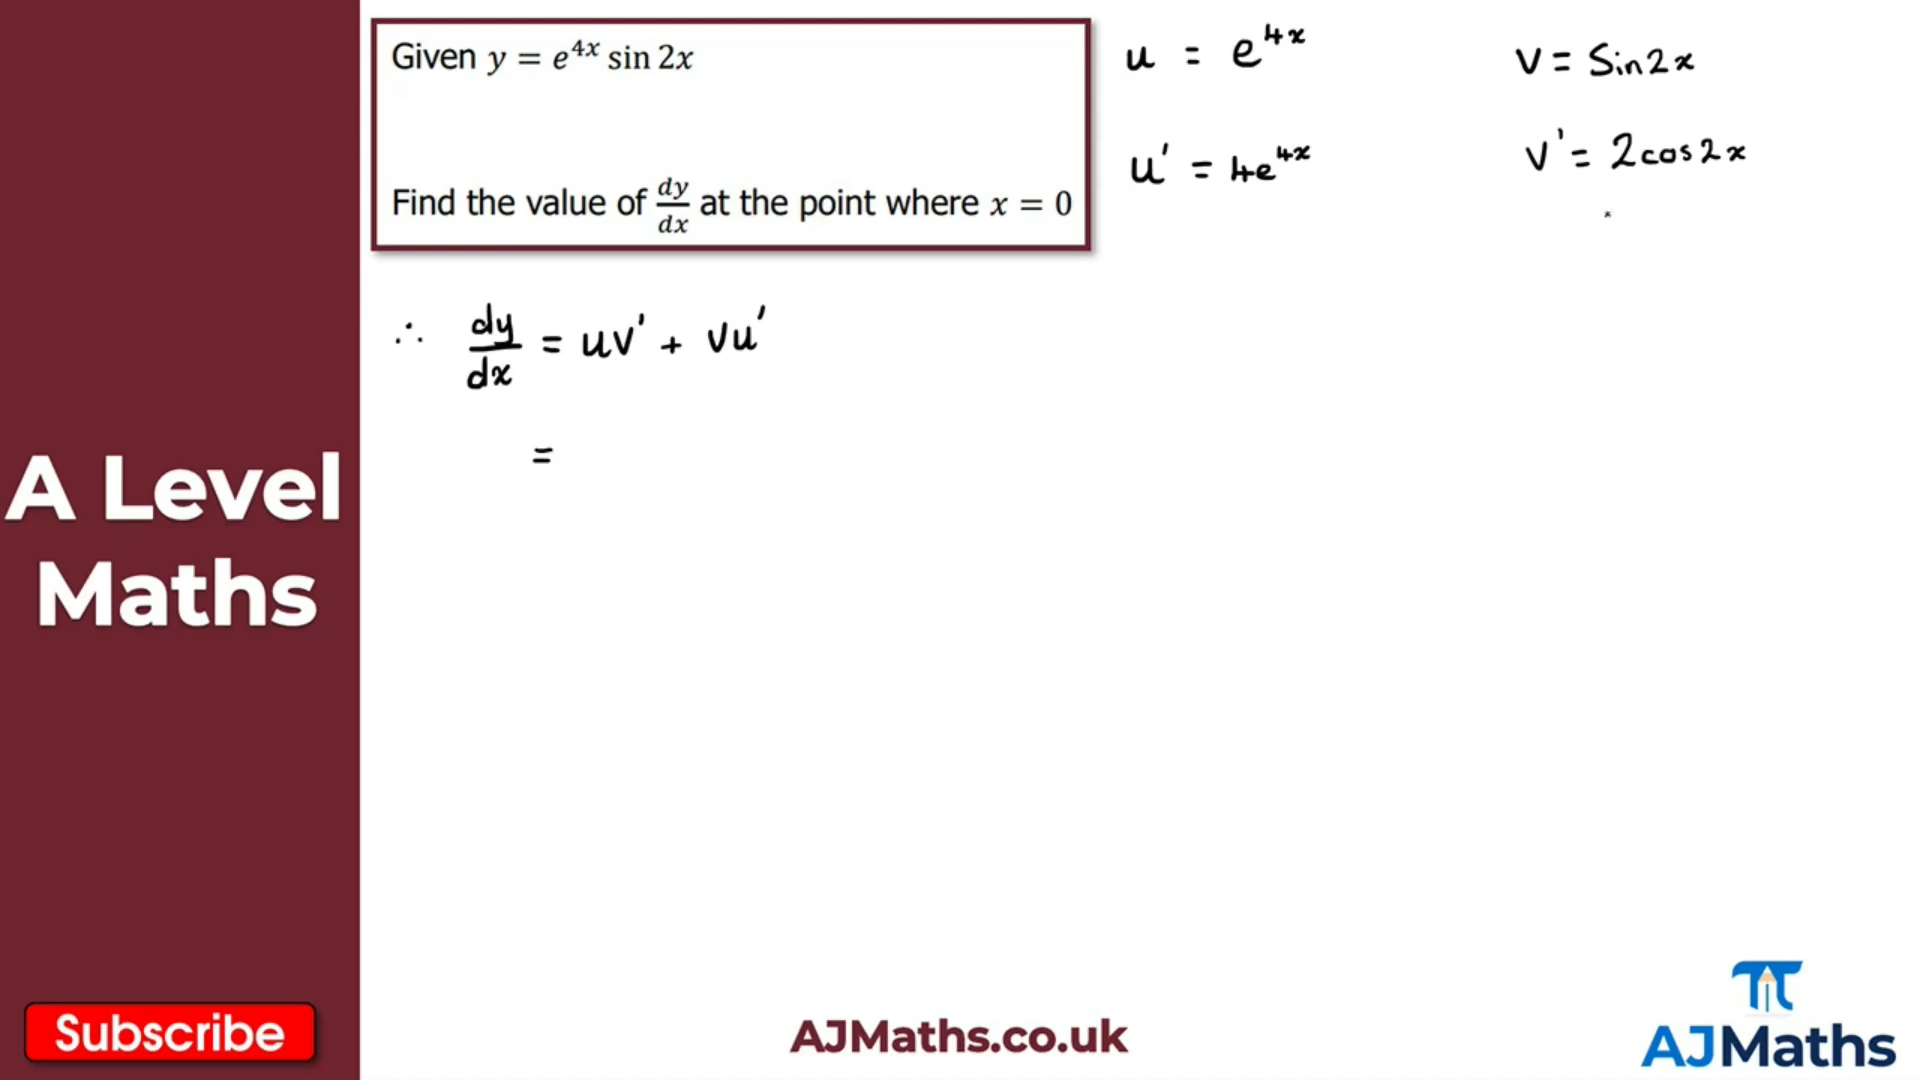 Given y = e^{4x} sin 2x
Find the value of dy/dx at the point where x = 0
u = e^{4x}
v = Sin2x
u' = 4e^{4x}
v' = 2cos2x
∴ dy/dx = uv' + vu'
=
A Level
Maths
Subscribe
AJMaths.co.uk
AJMaths